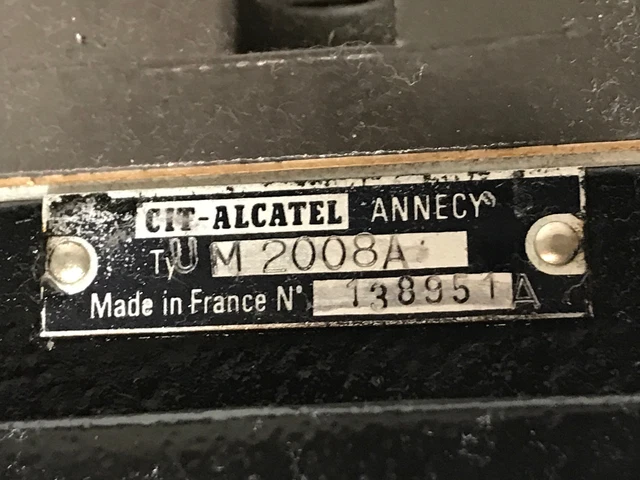 CIT-ALCATEL ANNECY
Ty UM 2008A
Made in France N° 138951A